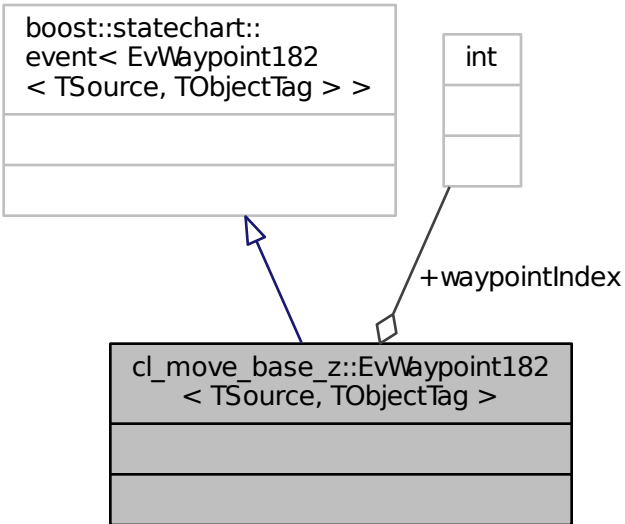 boost::statechart::
event< EvWaypoint182
< TSource, TObjectTag > >
int
+waypointIndex
cl_move_base_z::EvWaypoint182
< TSource, TObjectTag >